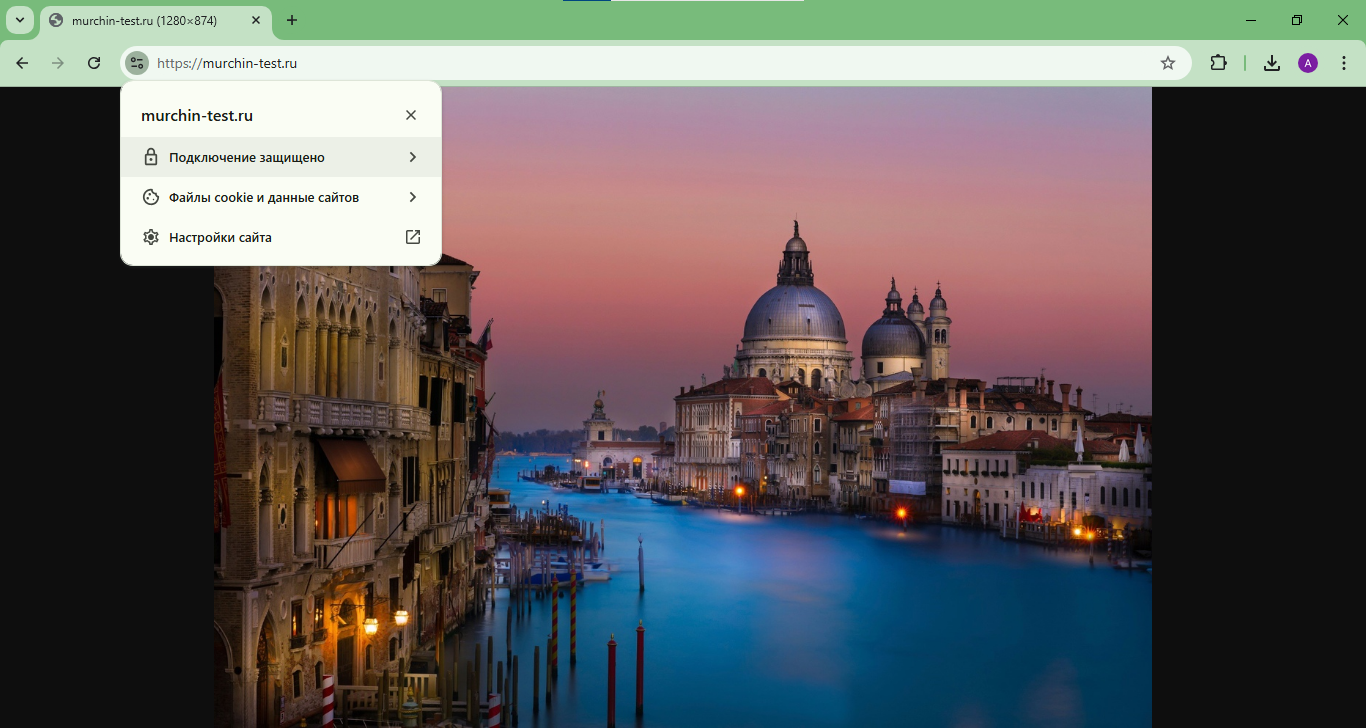 murchin-test.ru (1280×874)
https://murchin-test.ru
A
murchin-test.ru
Подключение защищено
Файлы cookie и данные сайтов
Настройки сайта